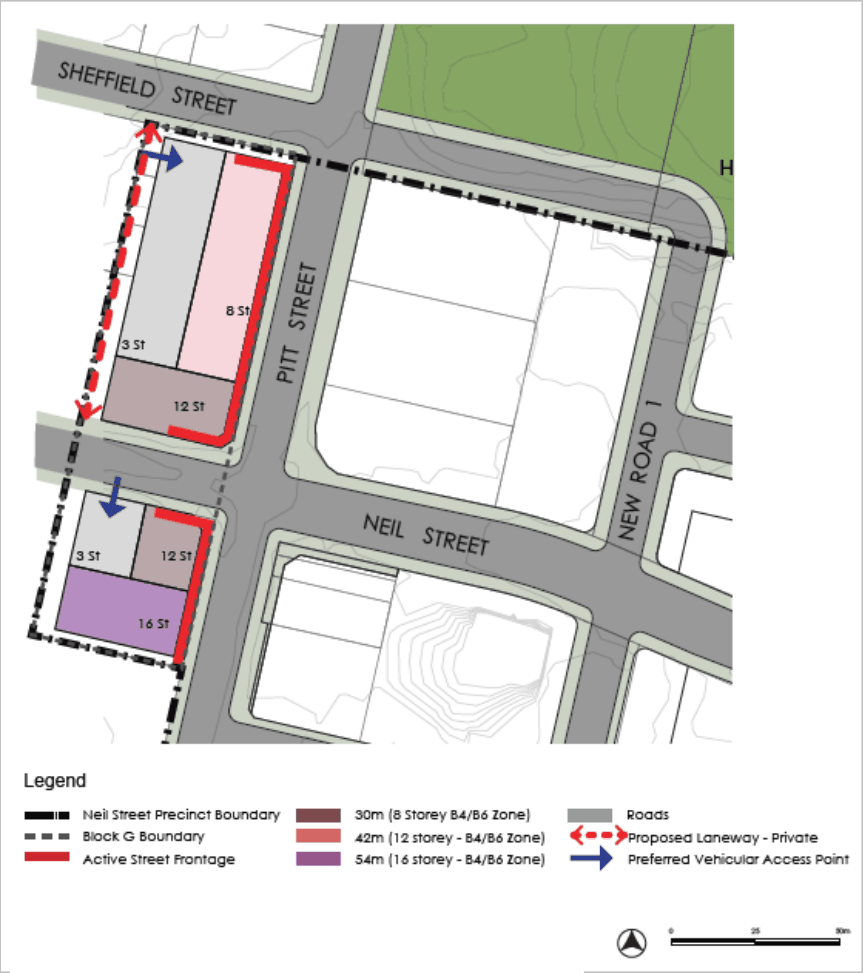 SHEFFIELD STREET
H
8 St
PITT STREET
3 St
12 St
NEW ROAD 1
NEIL STREET
3 St
12 St
16 St
Legend
Neil Street Precinct Boundary
Block G Boundary
Active Street Frontage
30m (8 Storey B4/B6 Zone)
42m (12 storey - B4/B6 Zone)
54m (16 storey - B4/B6 Zone)
Roads
Proposed Laneway - Private
Preferred Vehicular Access Point
0 25 50m